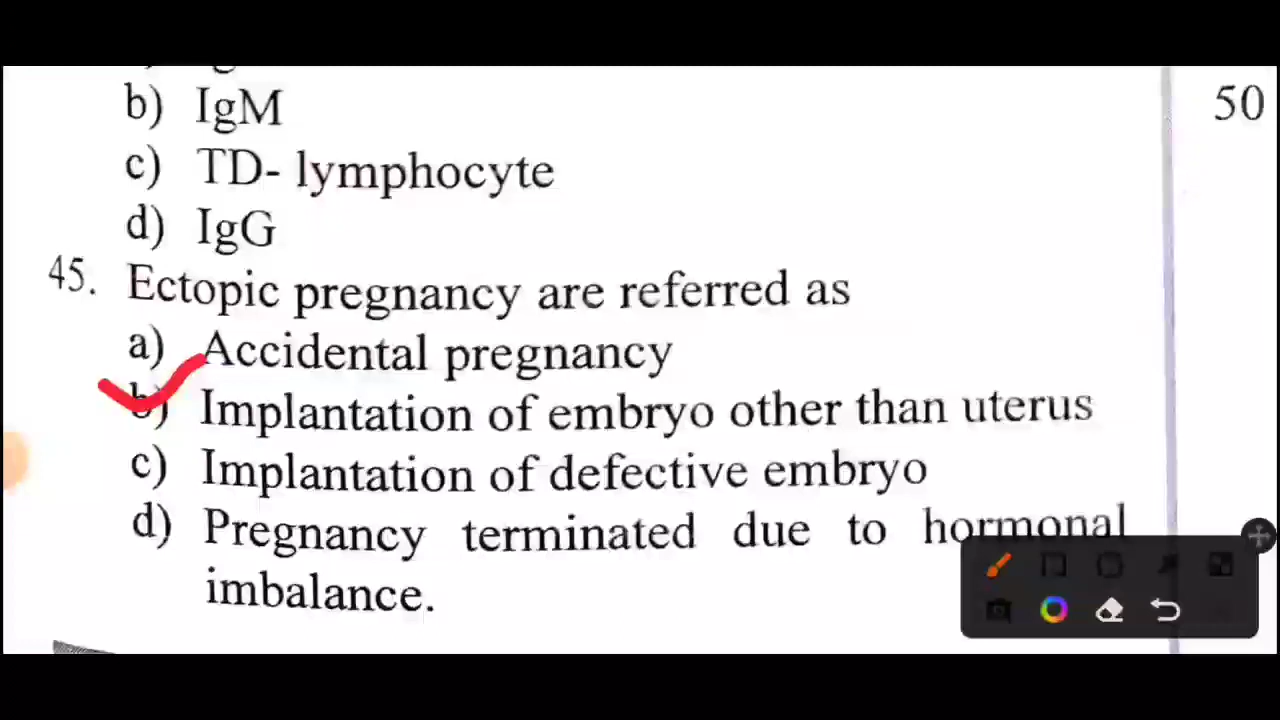 b) IgM
50
c) TD- lymphocyte
d) IgG
45. Ectopic pregnancy are referred as
a) Accidental pregnancy
b) Implantation of embryo other than uterus
c) Implantation of defective embryo
d) Pregnancy terminated due to hormonal
imbalance.